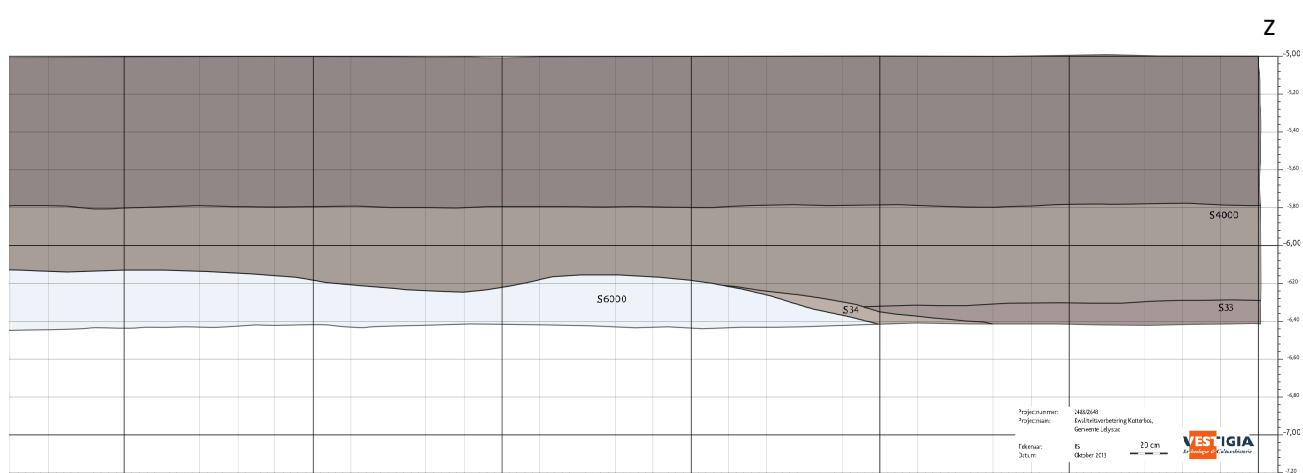 Z
-5,00
-5,20
-5,40
-5,60
-5,80
S4000
-6,00
-6,20
S6000
S34
S33
-6,40
-6,60
-6,80
Projectnummer:
Projectnaam: Kwaliteitsverbetering Kotterbos,
Gemeente Lelystad
-7,00
Tekenaar: RS 20 cm VESTIGIA
Datum: Oktober 2013 Archeologie & Cultuurhistorie
-7,20